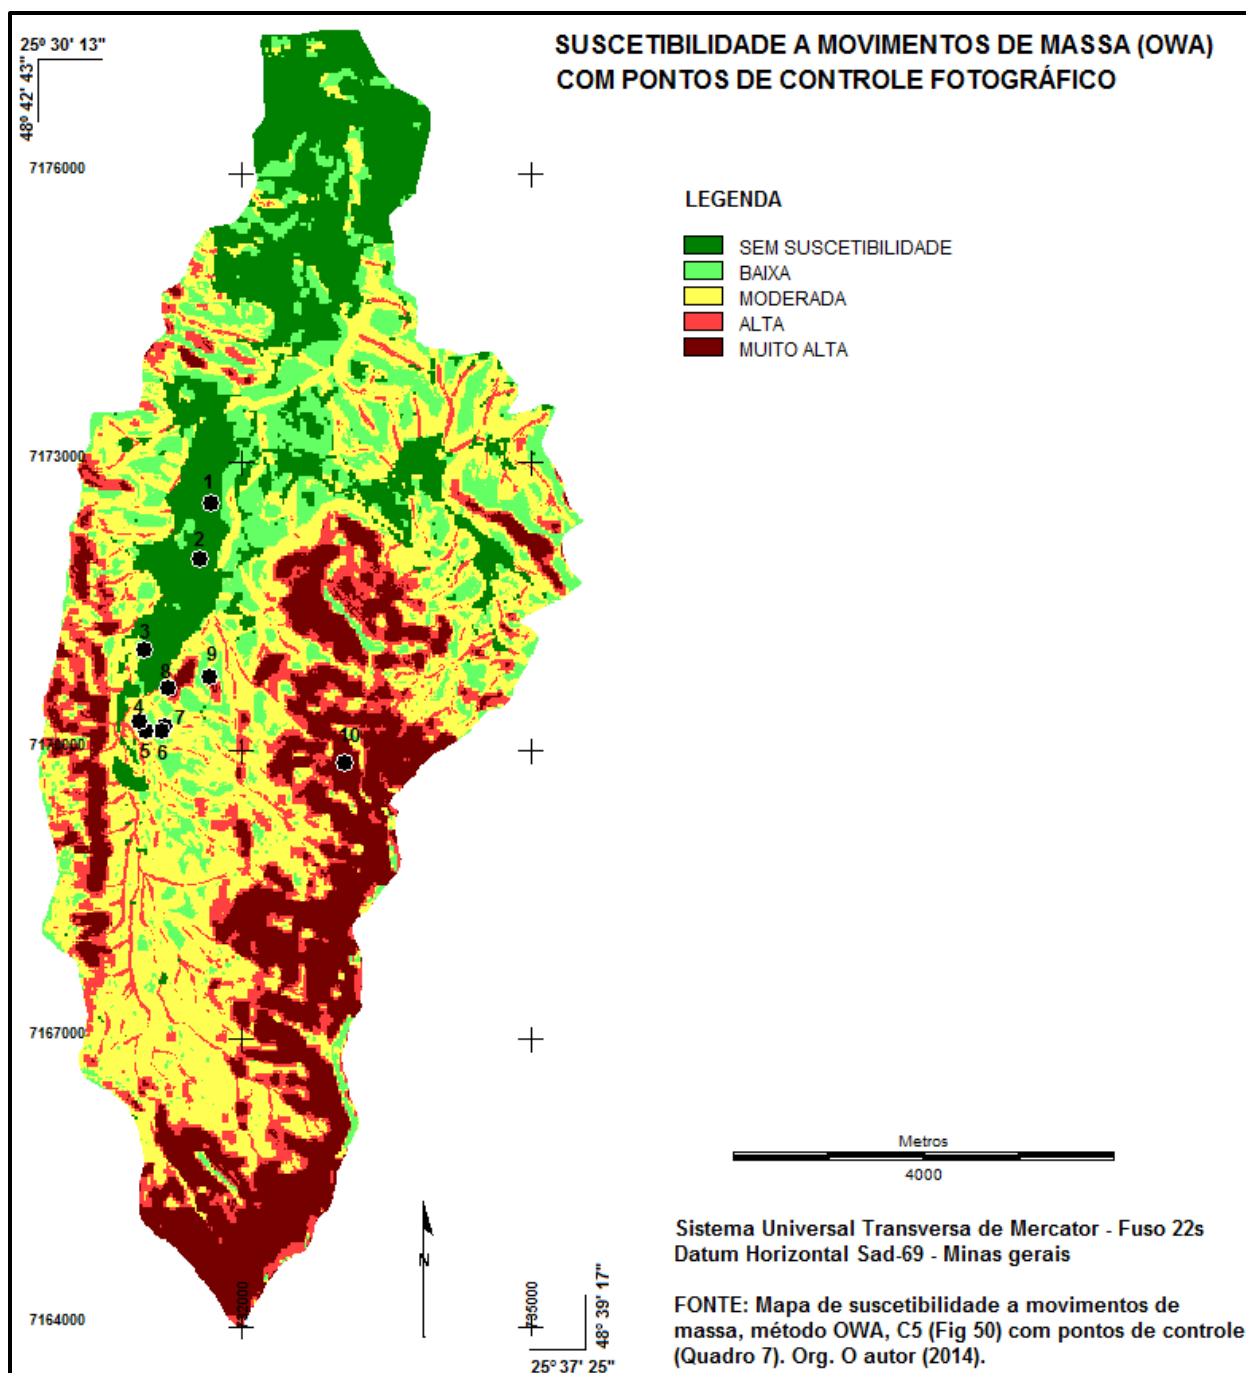 SUSCETIBILIDADE A MOVIMENTOS DE MASSA (OWA)
COM PONTOS DE CONTROLE FOTOGRÁFICO
25º 30' 13"
48º 42' 43"
7176000
LEGENDA
SEM SUSCETIBILIDADE
BAIXA
MODERADA
ALTA
MUITO ALTA
7173000
1
2
3
9
8
4
7
5
6
10
7167000
Metros
4000
N
Sistema Universal Transversa de Mercator - Fuso 22s
Datum Horizontal Sad-69 - Minas gerais
7164000
48º 39' 17"
25º 37' 25"
FONTE: Mapa de suscetibilidade a movimentos de
massa, método OWA, C5 (Fig 50) com pontos de controle
(Quadro 7). Org. O autor (2014).